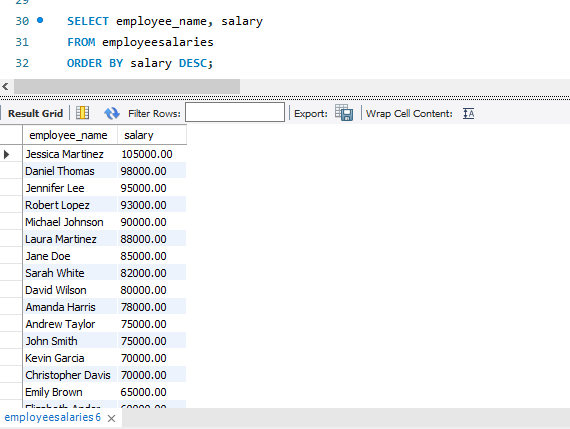 29
30 SELECT employee_name, salary
31 FROM employeesalaries
32 ORDER BY salary DESC;
Result Grid Filter Rows: Export: Wrap Cell Content:
employee_name salary
Jessica Martinez 105000.00
Daniel Thomas 98000.00
Jennifer Lee 95000.00
Robert Lopez 93000.00
Michael Johnson 90000.00
Laura Martinez 88000.00
Jane Doe 85000.00
Sarah White 82000.00
David Wilson 80000.00
Amanda Harris 78000.00
Andrew Taylor 75000.00
John Smith 75000.00
Kevin Garcia 70000.00
Christopher Davis 70000.00
Emily Brown 65000.00
employeesalaries6